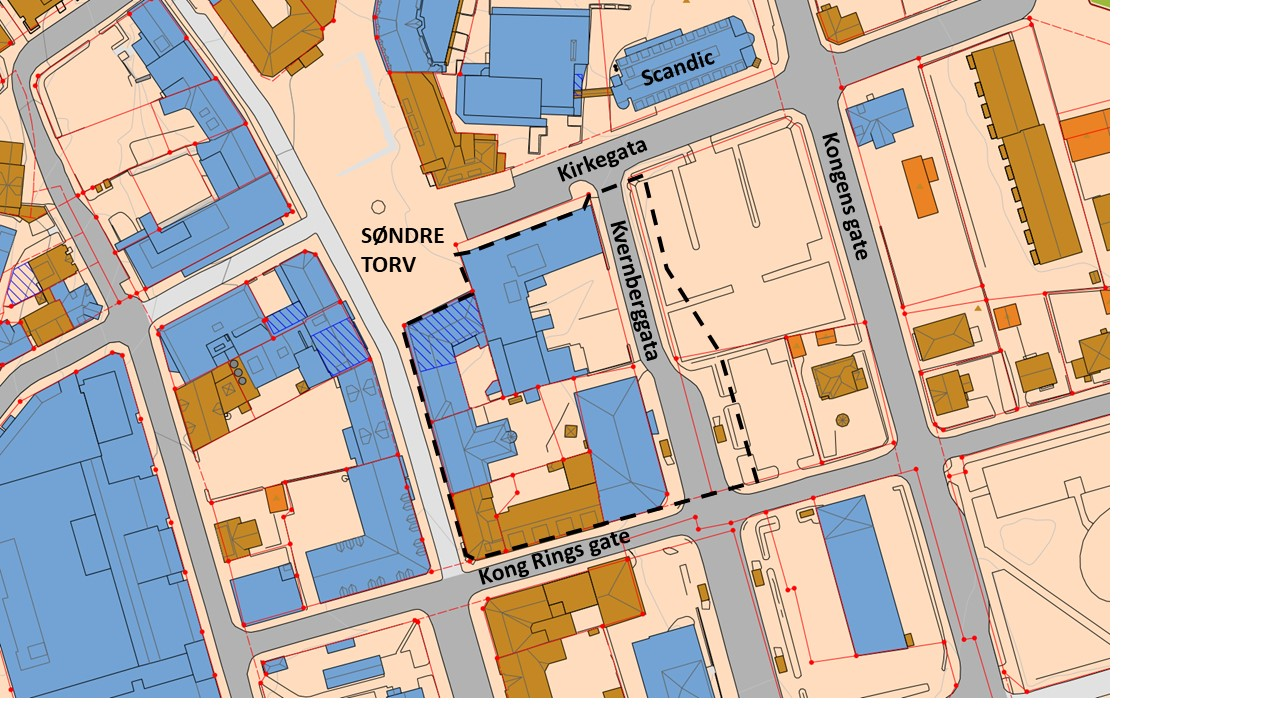 Scandic
Kirkegata
Kongens gate
SØNDRE
TORV
Kvernberggata
Kong Rings gate